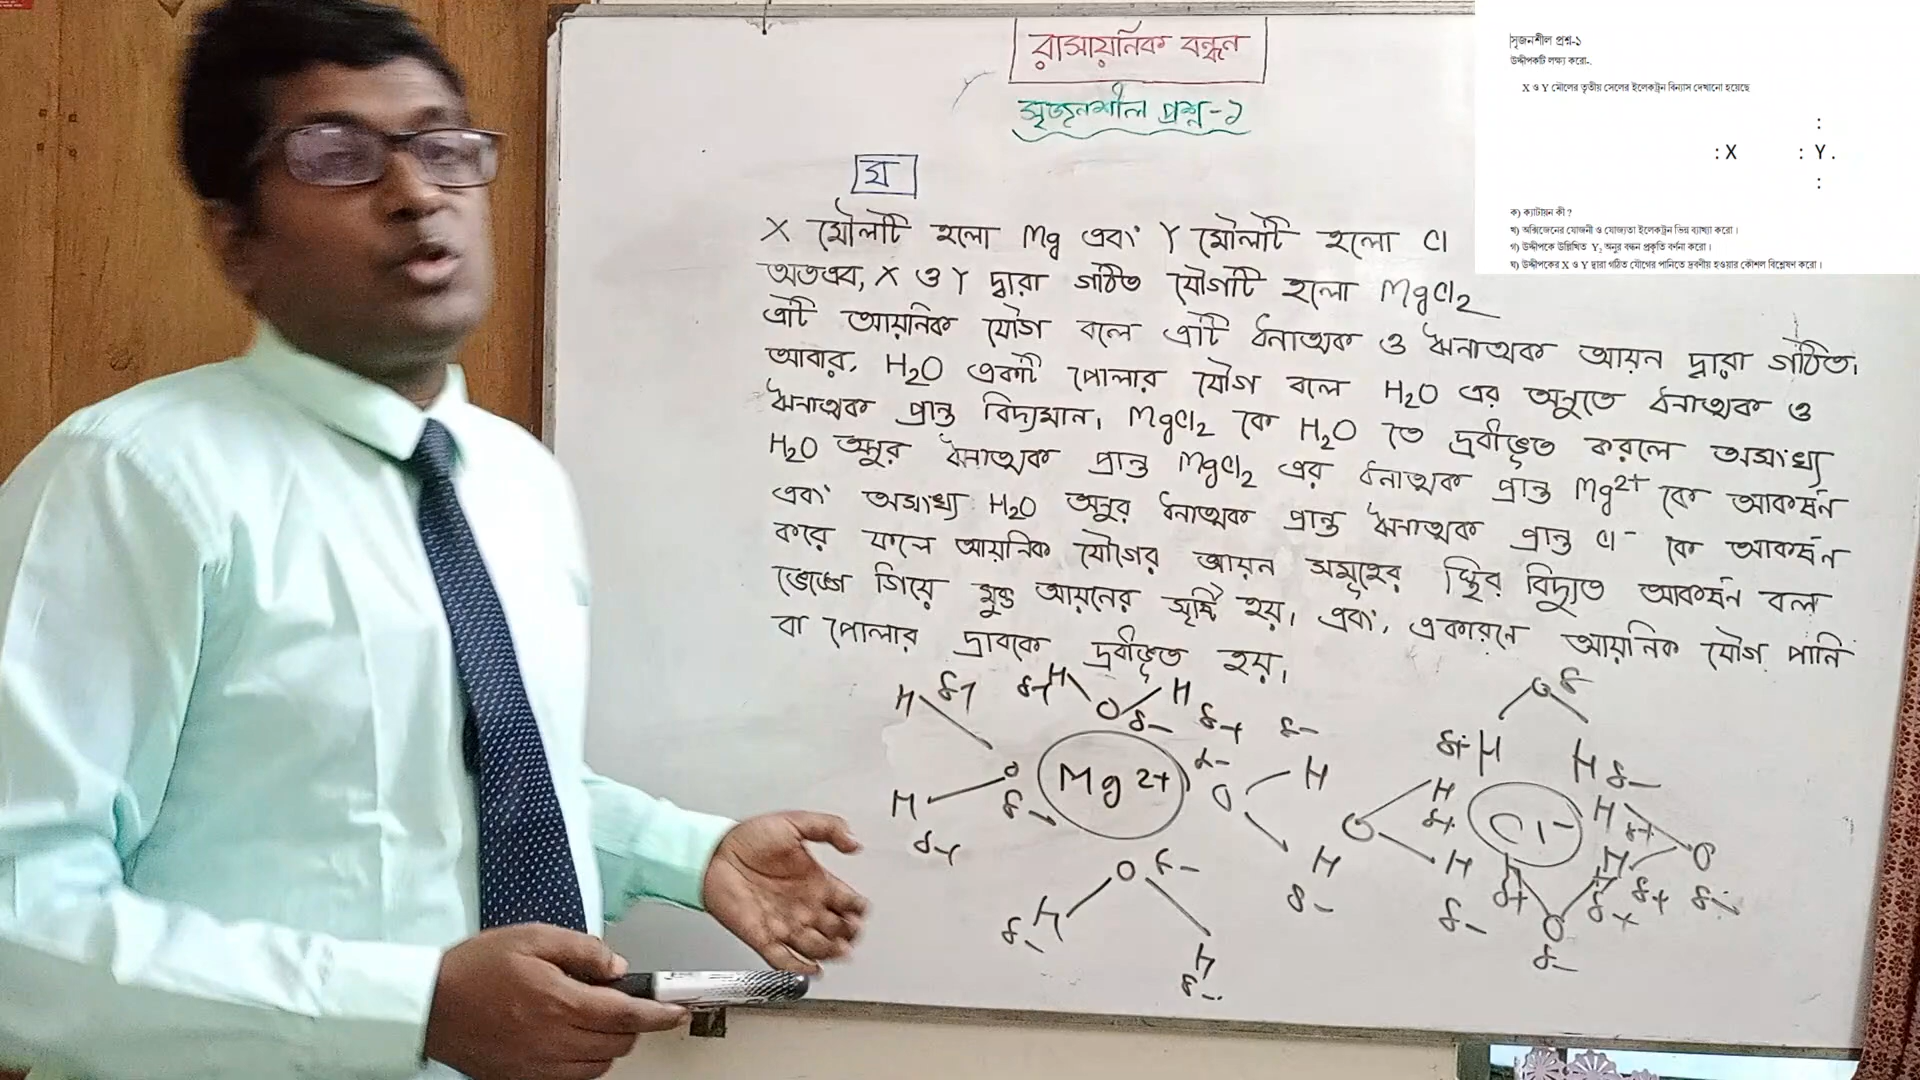 রাসায়নিক বন্ধন
সৃজনশীল প্রশ্ন-১
ঘ
X মৌলটি হলো Mg এবং Y মৌলটি হলো Cl
অতএব, X ও Y দ্বারা গঠিত যৌগটি হলো MgCl2
এটি আয়নিক যৌগ বলে এটি ধনাত্মক ও ঋনাত্মক আয়ন দ্বারা গঠিত।
আবার, H2O একটি পোলার যৌগ বলে H2O এর অনুতে ধনাত্মক ও
ঋনাত্মক প্রান্ত বিদ্যমান। MgCl2 কে H2O তে দ্রবীভূত করলে অসংখ্য
H2O অনুর ঋনাত্মক প্রান্ত MgCl2 এর ধনাত্মক প্রান্ত Mg2+ কে আকর্ষন
এবং অসংখ্য H2O অনুর ধনাত্মক প্রান্ত ঋনাত্মক প্রান্ত Cl- কে আকর্ষন
করে ফলে আয়নিক যৌগের আয়ন সমূহের স্থির বিদ্যুত আকর্ষন বল
ভেঙ্গে গিয়ে মুক্ত আয়নের সৃষ্টি হয়। এবং, একারনে আয়নিক যৌগ পানি
বা পোলার দ্রাবকে দ্রবীভূত হয়।
H δ+ δ+ H O H δ- δ+ δ-
H O δ- Mg2+ δ- O H
δ+ O δ- H δ-
δ- H H δ-
O δ-
δ+ H H δ-
O H δ+ H δ- Cl- H δ+ H δ+ O δ-
H δ+ H δ+ O δ-
সৃজনশীল প্রশ্ন-১
উদ্দীপকটি লক্ষ্য করো-.
X ও Y মৌলের তৃতীয় সেলের ইলেকট্রন বিন্যাস দেখানো হয়েছে
:
: X : Y .
:
ক) ক্যাটায়ন কী ?
খ) অক্সিজেনের যোজনী ও যোজ্যতা ইলেকট্রন ভিন্ন ব্যাখ্যা করো।
গ) উদ্দীপকে উল্লিখিত Y2 অনুর বন্ধন প্রকৃতি বর্ণনা করো।
ঘ) উদ্দীপকের X ও Y দ্বারা গঠিত যৌগের পানিতে দ্রবণীয় হওয়ার কৌশল বিশ্লেষণ করো।